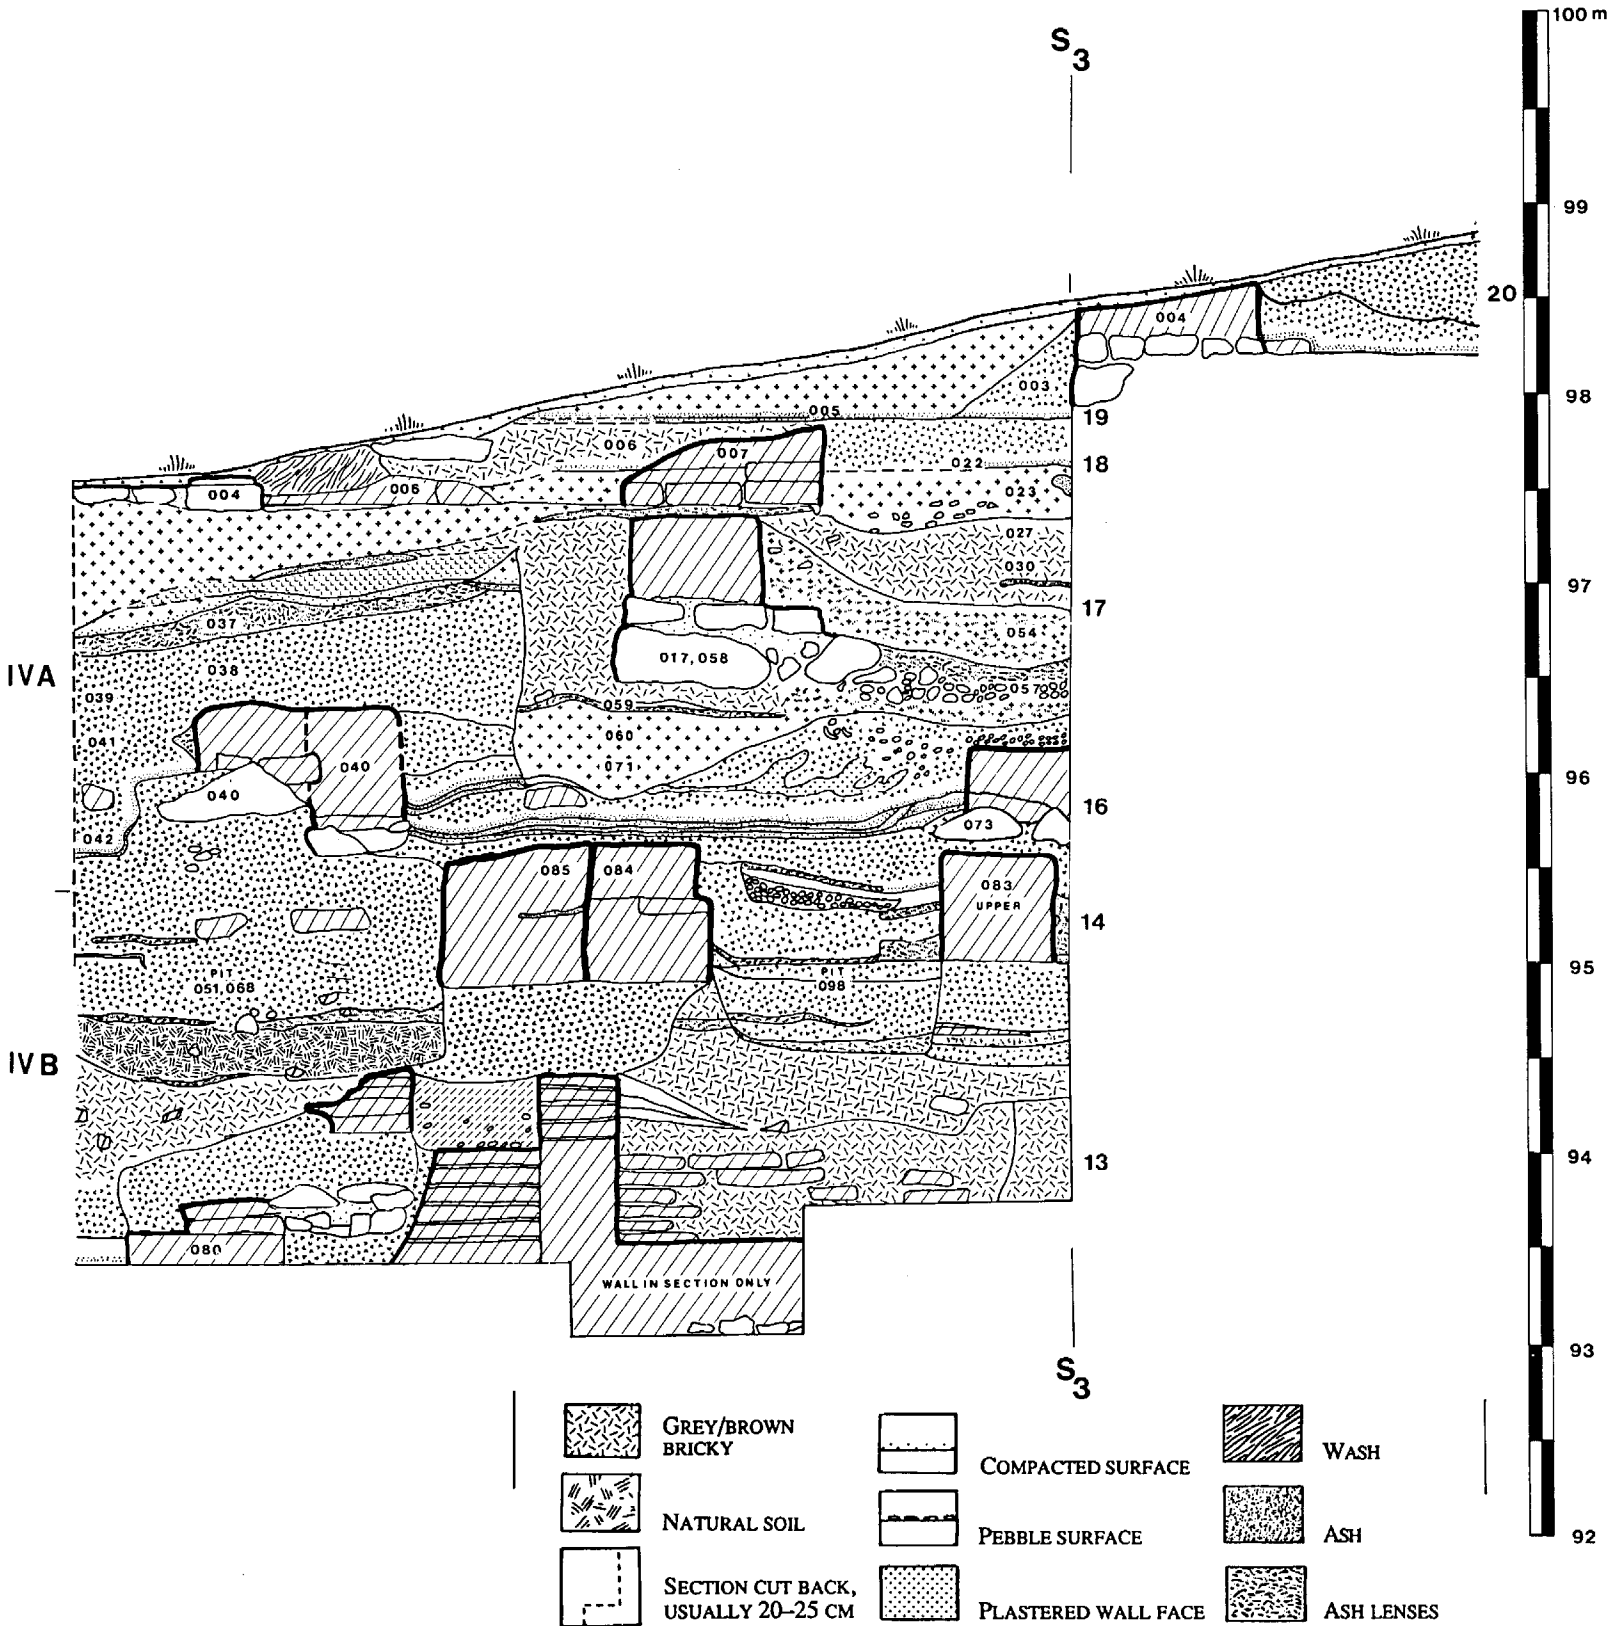 100 m
S3
99
20
004
98
003
005
19
006
007
18
022
004
006
023
027
030
97
17
037
054
017,058
IVA
038
057
039
059
041
060
040
071
96
040
16
073
042
085
084
083
UPPER
14
95
PIT
051,068
PIT
098
IVB
94
13
080
WALL IN SECTION ONLY
93
S3
GREY/BROWN
BRICKY
NATURAL SOIL
SECTION CUT BACK,
USUALLY 20–25 CM
COMPACTED SURFACE
PEBBLE SURFACE
PLASTERED WALL FACE
WASH
ASH
ASH LENSES
92